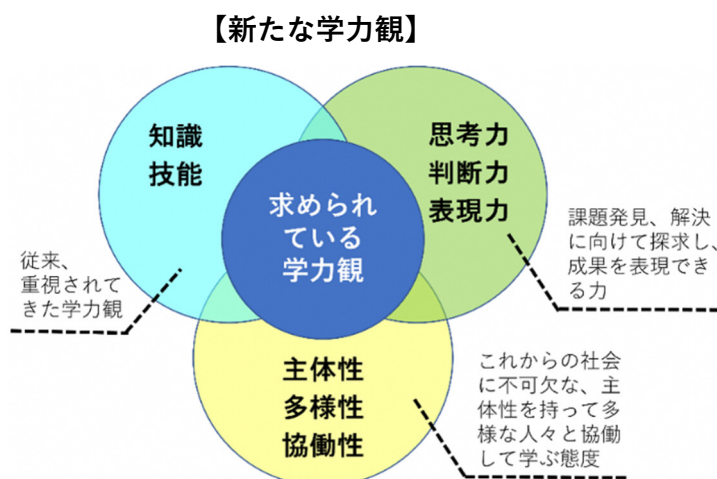 【新たな学力観】
知識
技能
思考力
判断力
表現力
求められ
ている
学力観
課題発見、解決
に向けて探求し、
成果を表現でき
る力
従来、
重視されて
きた学力観
主体性
多様性
協働性
これからの社会
に不可欠な、主
体性を持って多
様な人々と協働
して学ぶ態度